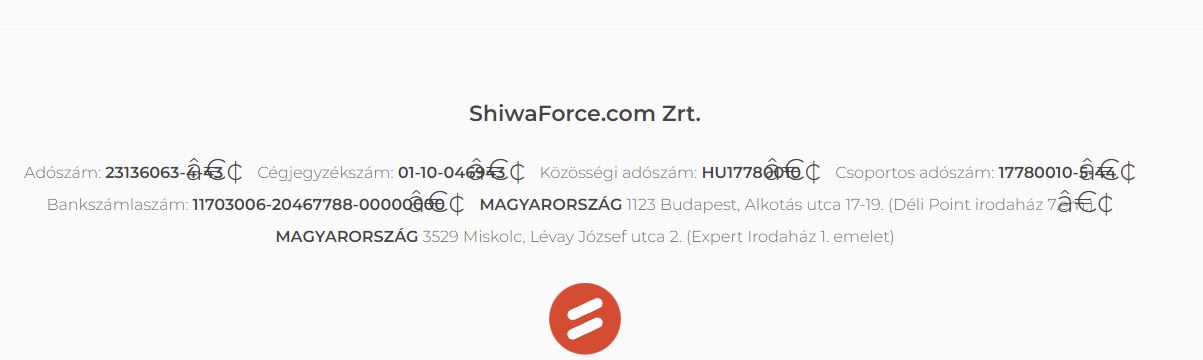 ShiwaForce.com Zrt.
Adószám: 23136063-4-43 â€¢ Cégjegyzékszám: 01-10-046943 â€¢ Közösségi adószám: HU17780010 â€¢ Csoportos adószám: 17780010-5-44 â€¢
Bankszámlaszám: 11703006-20467788-00000000 â€¢ MAGYARORSZÁG 1123 Budapest, Alkotás utca 17-19. (Déli Point irodaház â€¢
MAGYARORSZÁG 3529 Miskolc, Lévay József utca 2. (Expert Irodaház 1. emelet)